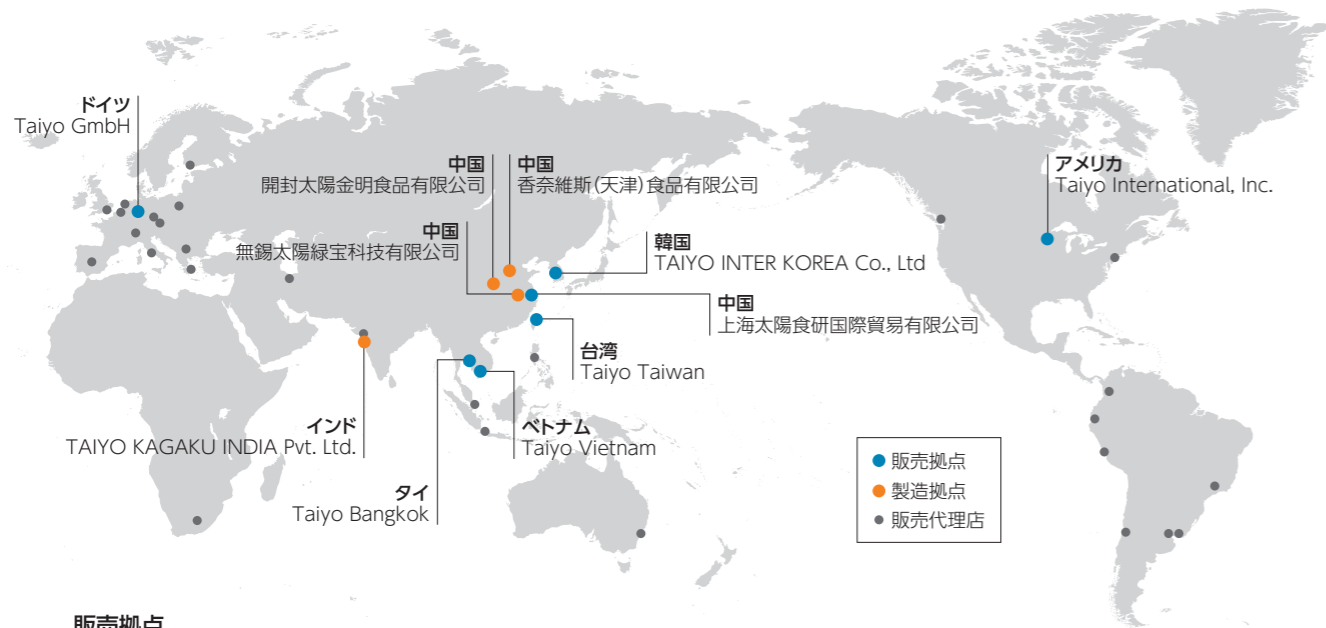 ドイツ
Taiyo GmbH
中国
開封太陽金明食品有限公司
中国
香奈維斯(天津)食品有限公司
アメリカ
Taiyo International, Inc.
中国
無錫太陽緑宝科技有限公司
韓国
TAIYO INTER KOREA Co., Ltd
中国
上海太陽食研国際貿易有限公司
台湾
Taiyo Taiwan
インド
TAIYO KAGAKU INDIA Pvt. Ltd.
ベトナム
Taiyo Vietnam
タイ
Taiyo Bangkok
販売拠点
製造拠点
販売代理店
販売拠点